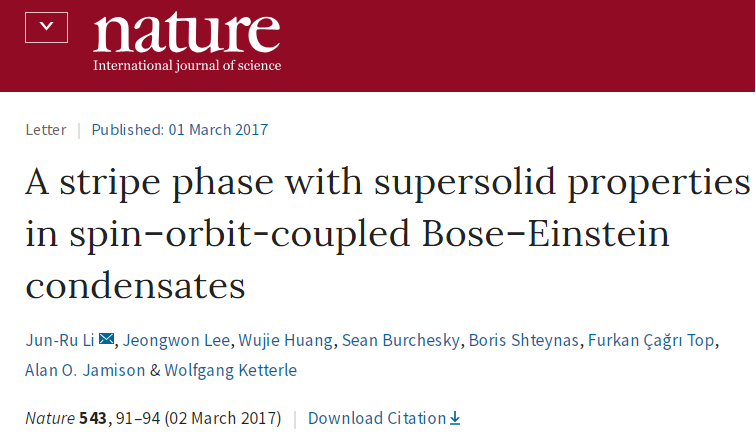 nature
International journal of science
Letter | Published: 01 March 2017
A stripe phase with supersolid properties
in spin–orbit-coupled Bose–Einstein
condensates
Jun-Ru Li, Jeongwon Lee, Wujie Huang, Sean Burchesky, Boris Shteynas, Furkan Çağrı Top,
Alan O. Jamison & Wolfgang Ketterle
Nature 543, 91–94 (02 March 2017) | Download Citation